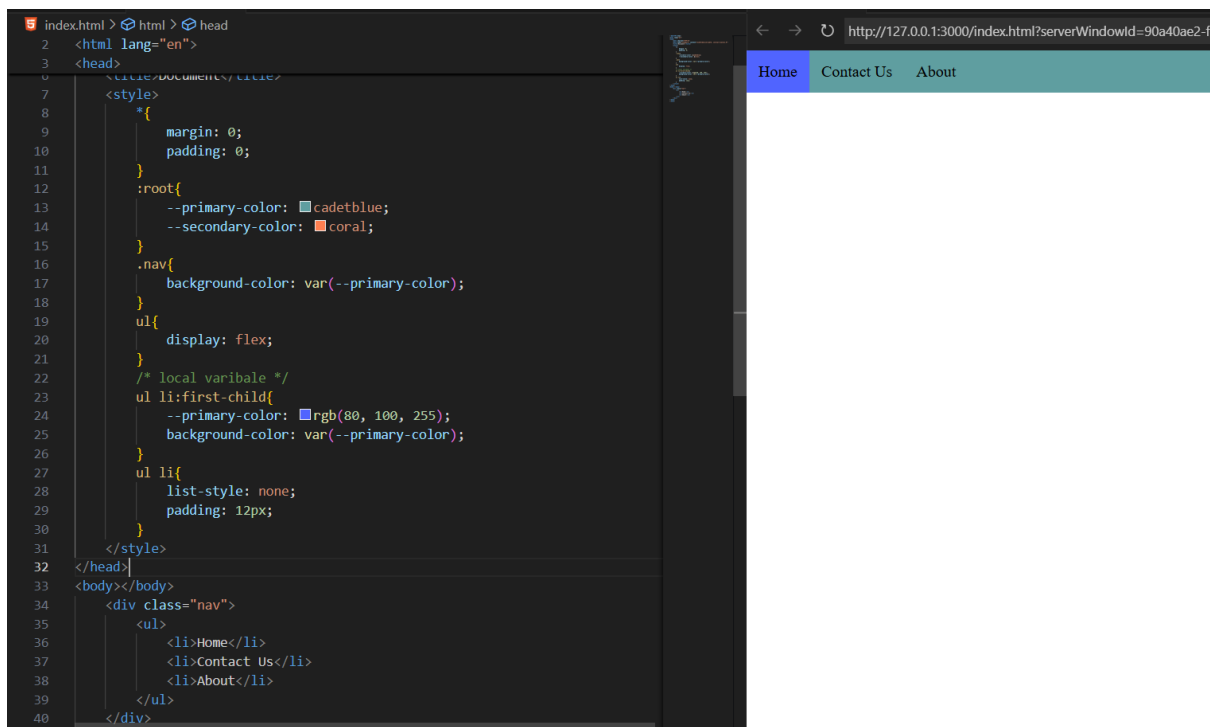 index.html > html > head
2 <html lang="en">
3 <head>
6 <title>Document</title>
7 <style>
8 *{
9 margin: 0;
10 padding: 0;
11 }
12 :root{
13 --primary-color: cadetblue;
14 --secondary-color: coral;
15 }
16 .nav{
17 background-color: var(--primary-color);
18 }
19 ul{
20 display: flex;
21 }
22 /* local varibale */
23 ul li:first-child{
24 --primary-color: rgb(80, 100, 255);
25 background-color: var(--primary-color);
26 }
27 ul li{
28 list-style: none;
29 padding: 12px;
30 }
31 </style>
32 </head>
33 <body></body>
34 <div class="nav">
35 <ul>
36 <li>Home</li>
37 <li>Contact Us</li>
38 <li>About</li>
39 </ul>
40 </div>
http://127.0.0.1:3000/index.html?serverWindowId=90a40ae2-f
Home Contact Us About